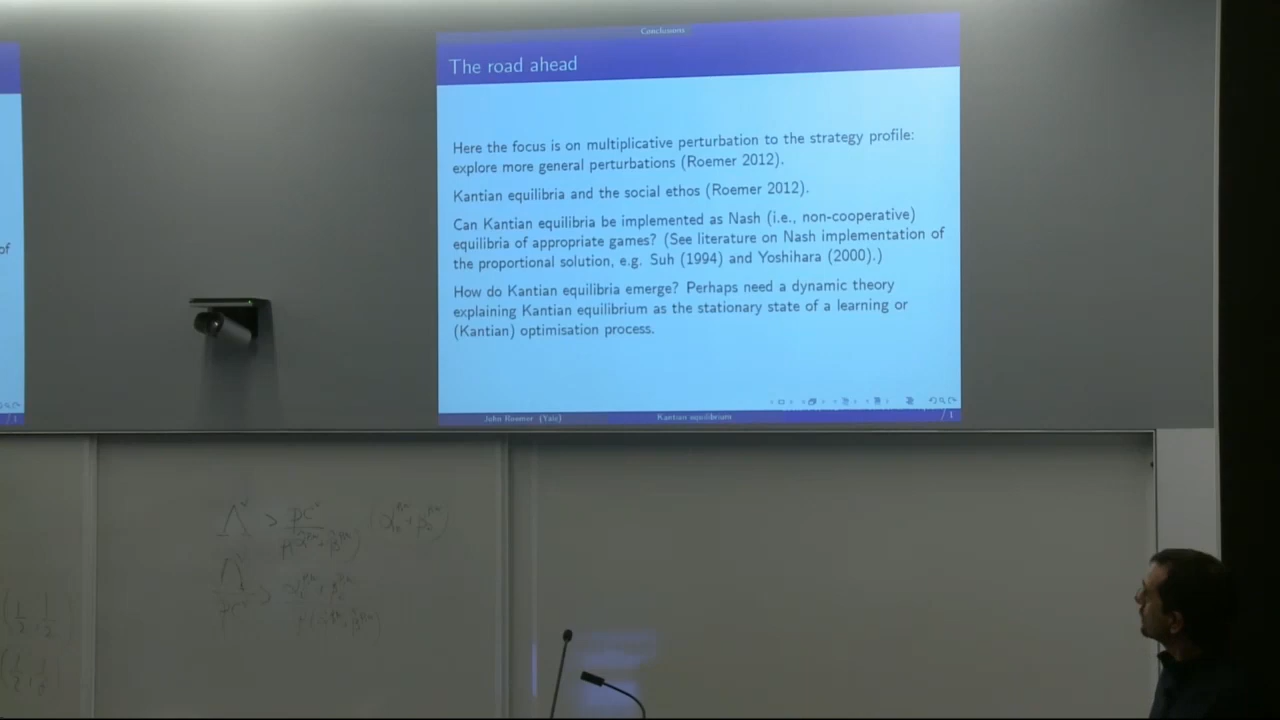 Conclusions
The road ahead
Here the focus is on multiplicative perturbation to the strategy profile:
explore more general perturbations (Roemer 2012).
Kantian equilibria and the social ethos (Roemer 2012).
Can Kantian equilibria be implemented as Nash (i.e., non-cooperative)
equilibria of appropriate games? (See literature on Nash implementation of
the proportional solution, e.g. Suh (1994) and Yoshihara (2000).)
How do Kantian equilibria emerge? Perhaps need a dynamic theory
explaining Kantian equilibrium as the stationary state of a learning or
(Kantian) optimisation process.
John Roemer (Yale) Kantian equilibrium / 1
of
/ 1